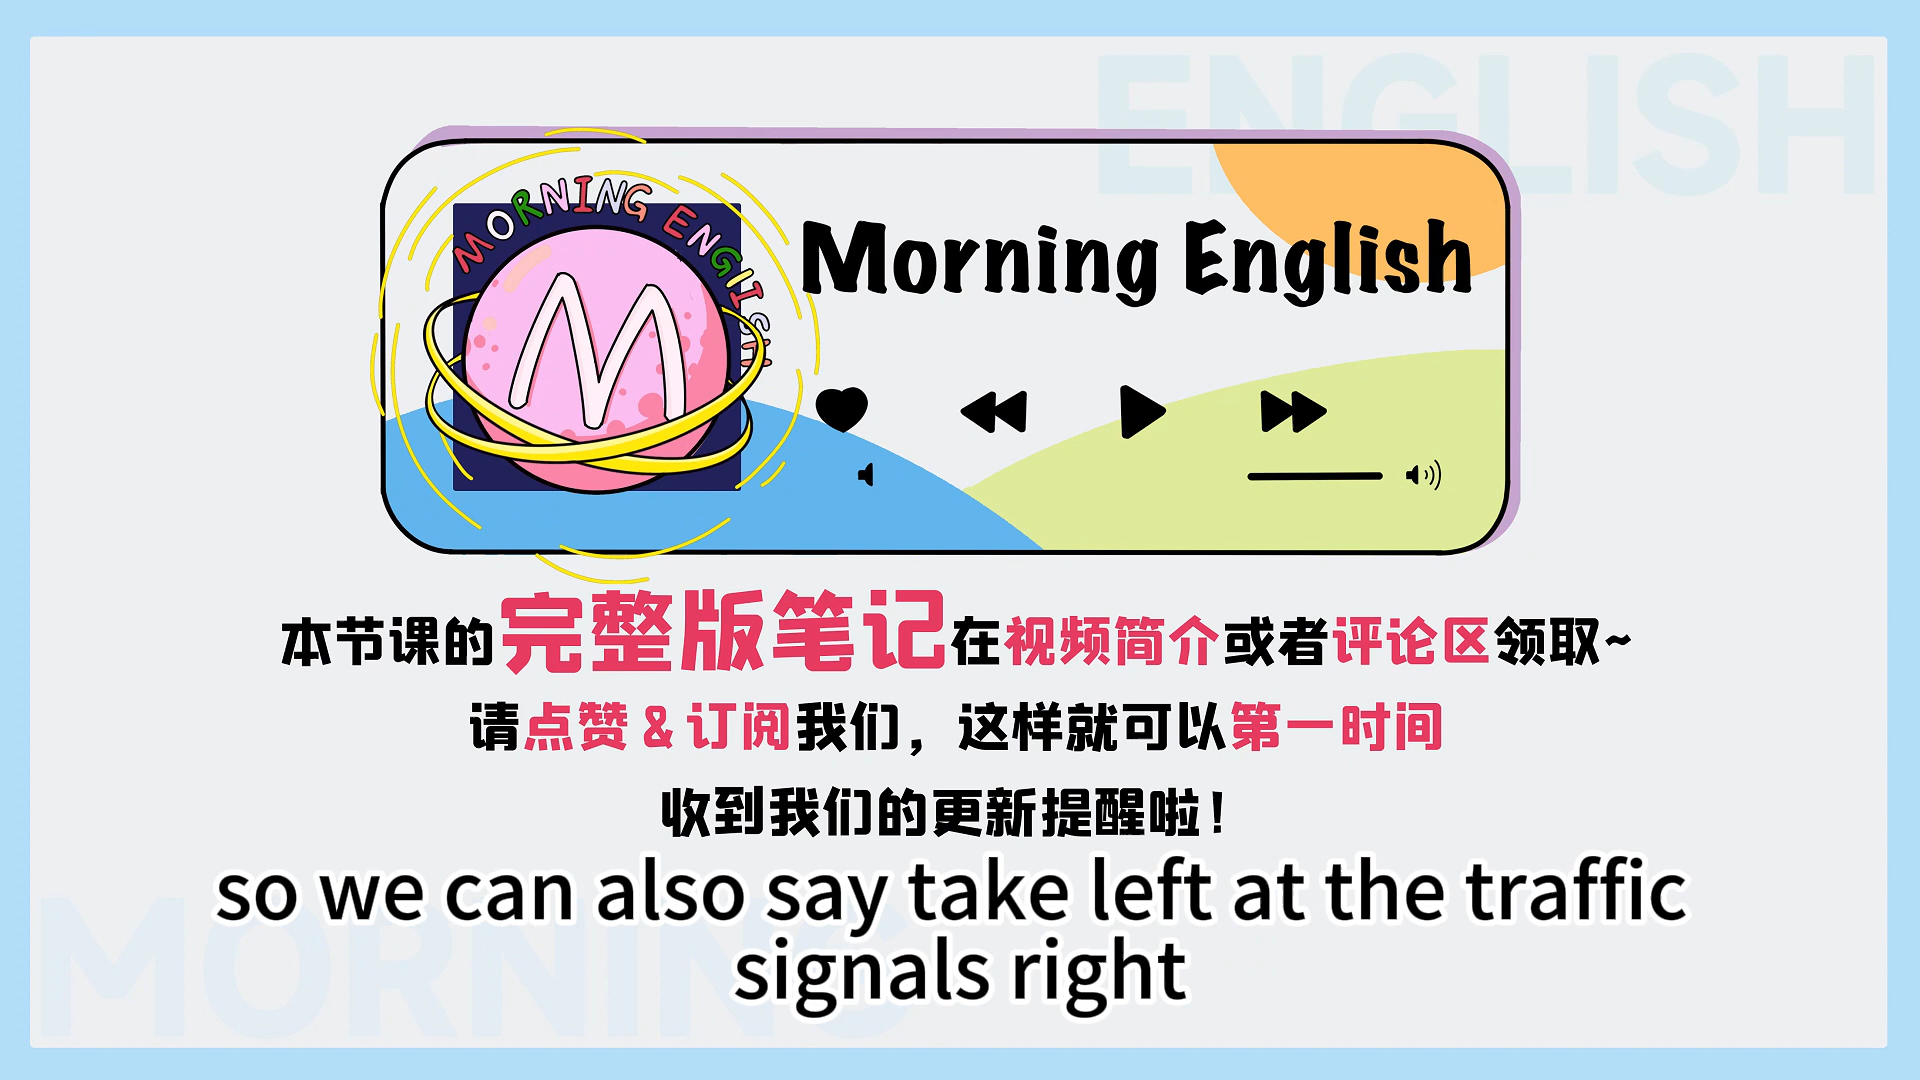 ENGLISH
MORNING ENGLISH
M
Morning English
本节课的完整版笔记在视频简介或者评论区领取~
请点赞&订阅我们，这样就可以第一时间
收到我们的更新提醒啦！
MORNING
so we can also say take left at the traffic
signals right